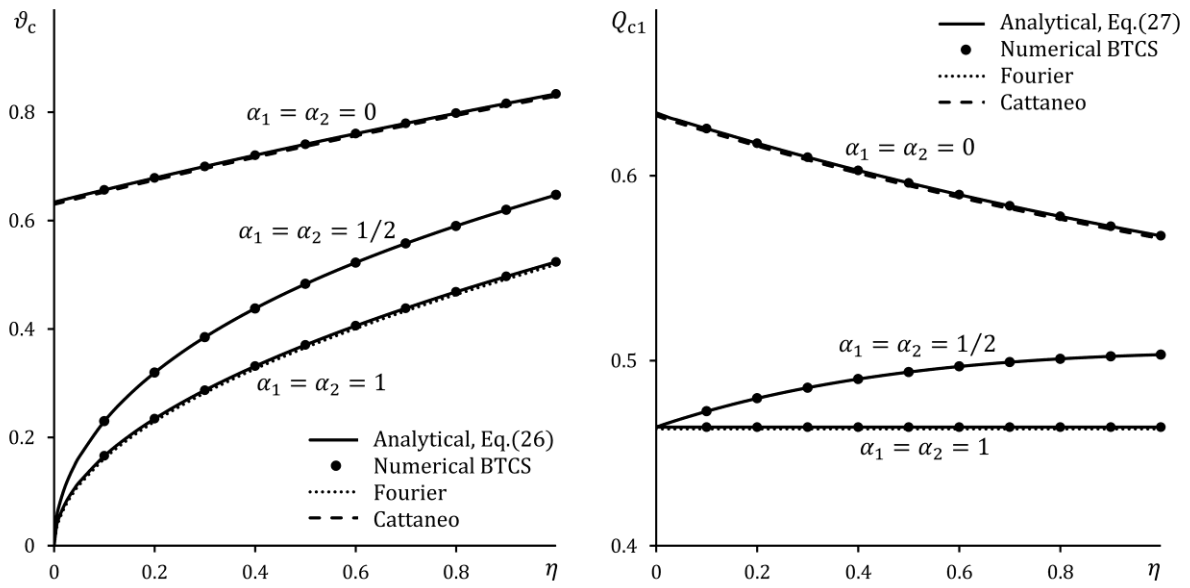 ϑc
0.8
0.6
0.4
0.2
0
α1 = α2 = 0
α1 = α2 = 1/2
α1 = α2 = 1
Analytical, Eq.(26)
Numerical BTCS
Fourier
Cattaneo
0 0.2 0.4 0.6 0.8 η
Qc1
0.6
0.5
0.4
Analytical, Eq.(27)
Numerical BTCS
Fourier
Cattaneo
α1 = α2 = 0
α1 = α2 = 1/2
α1 = α2 = 1
0 0.2 0.4 0.6 0.8 η